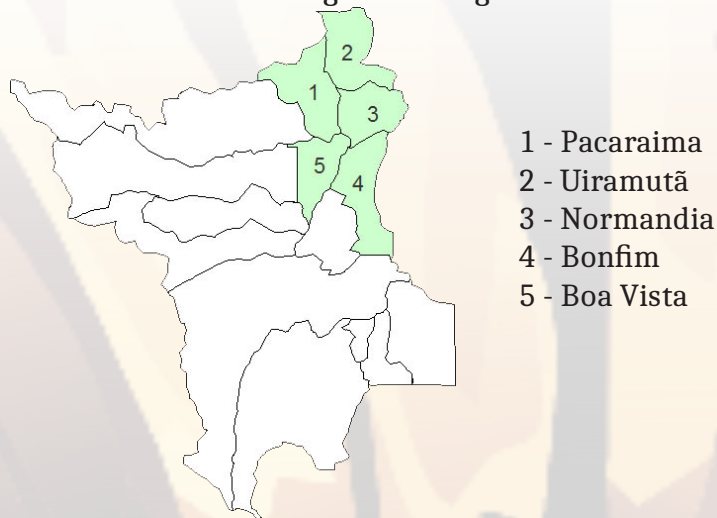 2
1
3
5
4
1 - Pacaraima
2 - Uiramutã
3 - Normandia
4 - Bonfim
5 - Boa Vista